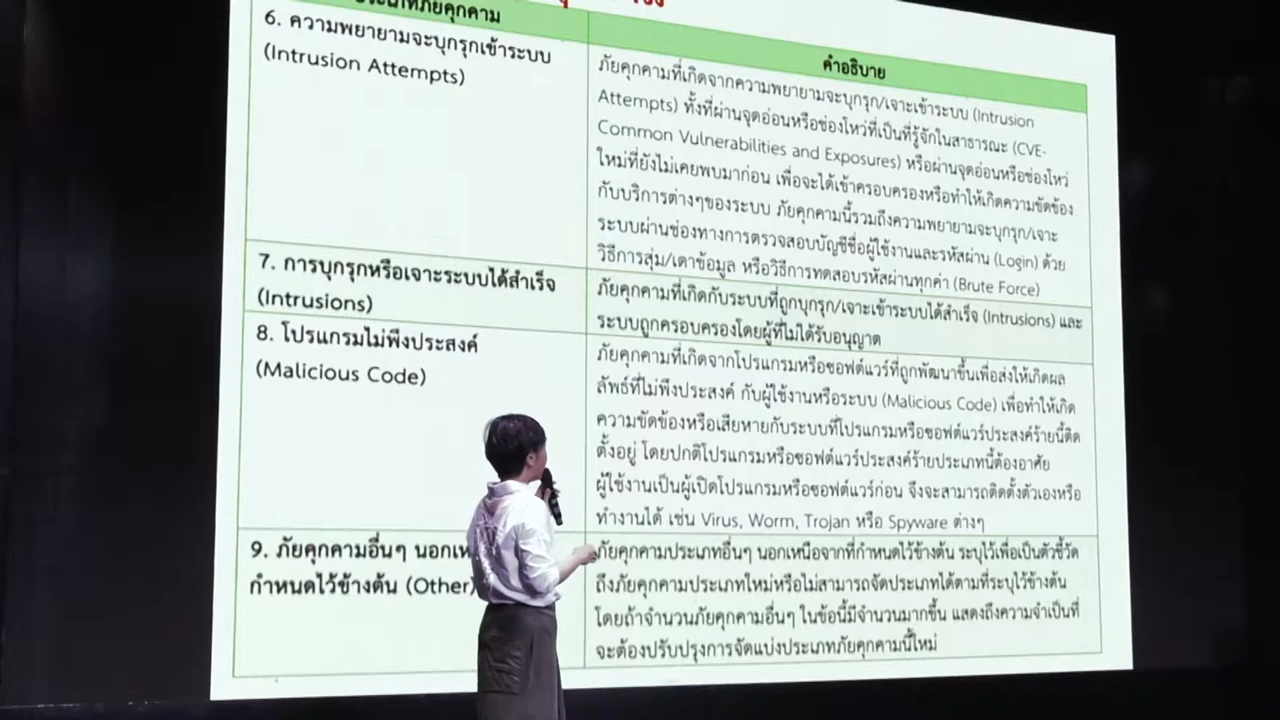 ประเภทภัยคุกคาม
คำอธิบาย
6. ความพยายามจะบุกรุกเข้าระบบ
(Intrusion Attempts)
ภัยคุกคามที่เกิดจากความพยายามจะบุกรุก/เจาะเข้าระบบ (Intrusion
Attempts) ทั้งที่ผ่านจุดอ่อนหรือช่องโหว่ที่เป็นที่รู้จักในสาธารณะ (CVE-
Common Vulnerabilities and Exposures) หรือผ่านจุดอ่อนหรือช่องโหว่
ใหม่ที่ยังไม่เคยพบมาก่อน เพื่อจะได้เข้าครอบครองหรือทำให้เกิดความขัดข้อง
กับบริการต่างๆของระบบ ภัยคุกคามนี้รวมถึงความพยายามจะบุกรุก/เจาะ
ระบบผ่านช่องทางการตรวจสอบบัญชีชื่อผู้ใช้งานและรหัสผ่าน (Login) ด้วย
วิธีการสุ่ม/เดาข้อมูล หรือวิธีการทดสอบรหัสผ่านทุกค่า (Brute Force)
7. การบุกรุกหรือเจาะระบบได้สำเร็จ
(Intrusions)
ภัยคุกคามที่เกิดกับระบบที่ถูกบุกรุก/เจาะเข้าระบบได้สำเร็จ (Intrusions) และ
ระบบถูกครอบครองโดยผู้ที่ไม่ได้รับอนุญาต
8. โปรแกรมไม่พึงประสงค์
(Malicious Code)
ภัยคุกคามที่เกิดจากโปรแกรมหรือซอฟต์แวร์ที่ถูกพัฒนาขึ้นเพื่อส่งให้เกิดผล
ลัพธ์ที่ไม่พึงประสงค์ กับผู้ใช้งานหรือระบบ (Malicious Code) เพื่อทำให้เกิด
ความขัดข้องหรือเสียหายกับระบบที่โปรแกรมหรือซอฟต์แวร์ประสงค์ร้ายนี้ติด
ตั้งอยู่ โดยปกติโปรแกรมหรือซอฟต์แวร์ประสงค์ร้ายประเภทนี้ต้องอาศัย
ผู้ใช้งานเป็นผู้เปิดโปรแกรมหรือซอฟต์แวร์ก่อน จึงจะสามารถติดตั้งตัวเองหรือ
ทำงานได้ เช่น Virus, Worm, Trojan หรือ Spyware ต่างๆ
9. ภัยคุกคามอื่นๆ นอกเห
กำหนดไว้ข้างต้น (Other)
ภัยคุกคามประเภทอื่นๆ นอกเหนือจากที่กำหนดไว้ข้างต้น ระบุไว้เพื่อเป็นตัวชี้วัด
ถึงภัยคุกคามประเภทใหม่หรือไม่สามารถจัดประเภทได้ตามที่ระบุไว้ข้างต้น
โดยถ้าจำนวนภัยคุกคามอื่นๆ ในข้อนี้มีจำนวนมากขึ้น แสดงถึงความจำเป็นที่
จะต้องปรับปรุงการจัดแบ่งประเภทภัยคุกคามนี้ใหม่